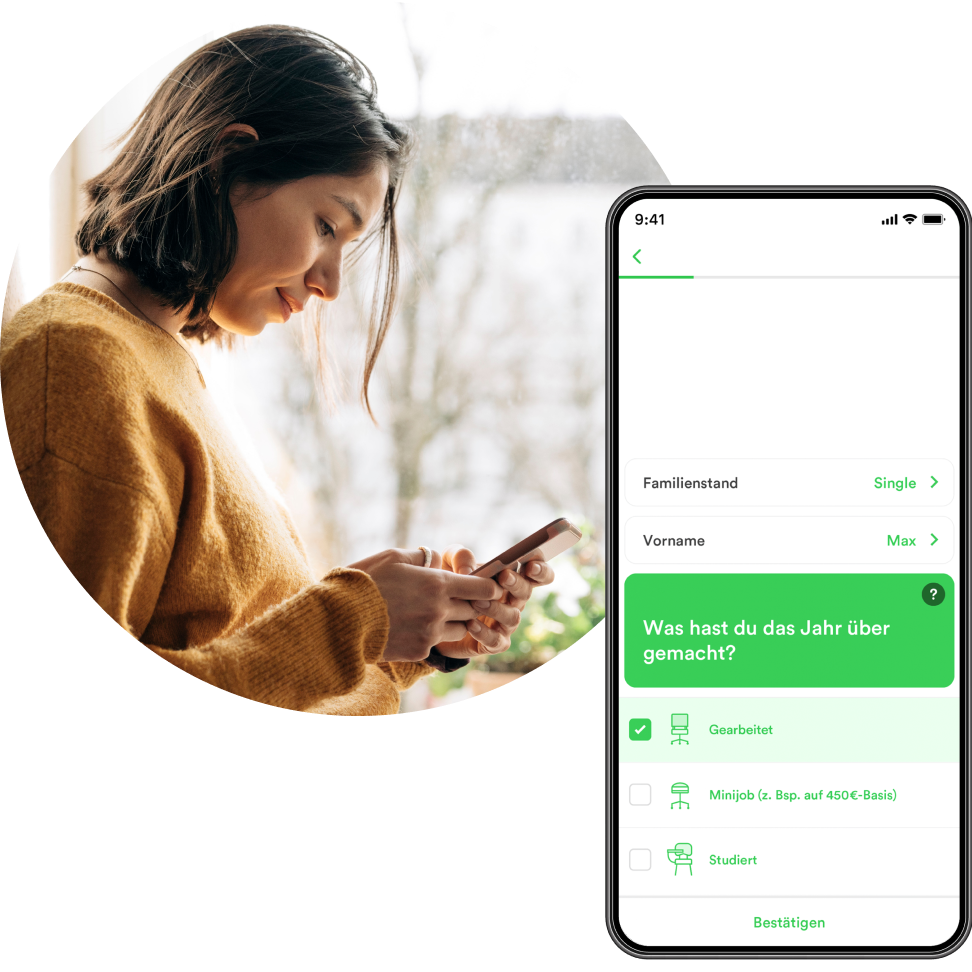 9:41
Familienstand Single
Vorname Max
?
Was hast du das Jahr über
gemacht?
Gearbeitet
Minijob (z. Bsp. auf 450€-Basis)
Studiert
Bestätigen